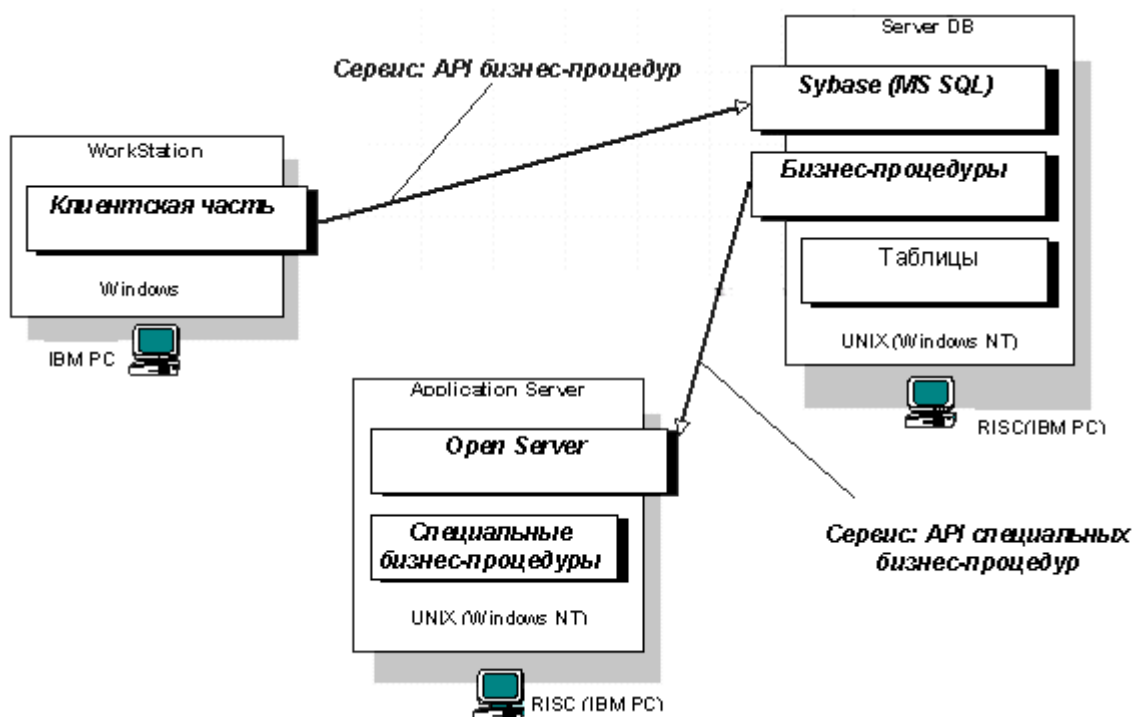 Server DB
Сервис: API бизнес-процедур
Sybase (MS SQL)
WorkStation
Бизнес-процедуры
Клиентская часть
Таблицы
Windows
UNIX (Windows NT)
IBM PC
Application Server
RISC (IBM PC)
Open Server
Специальные
бизнес-процедуры
Сервис: API специальных
бизнес-процедур
UNIX (Windows NT)
RISC (IBM PC)